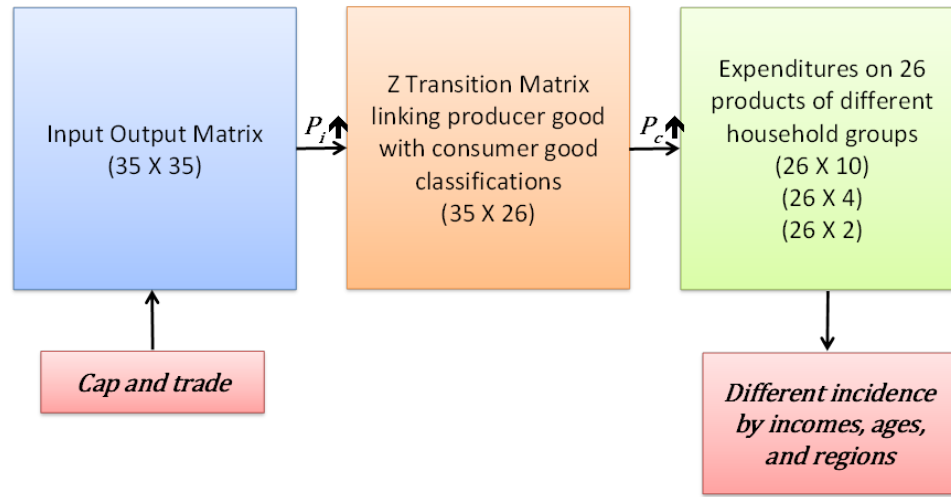 Input Output Matrix
(35 X 35)
P_i
Z Transition Matrix
linking producer good
with consumer good
classifications
(35 X 26)
P_c
Expenditures on 26
products of different
household groups
(26 X 10)
(26 X 4)
(26 X 2)
Cap and trade
Different incidence
by incomes, ages,
and regions